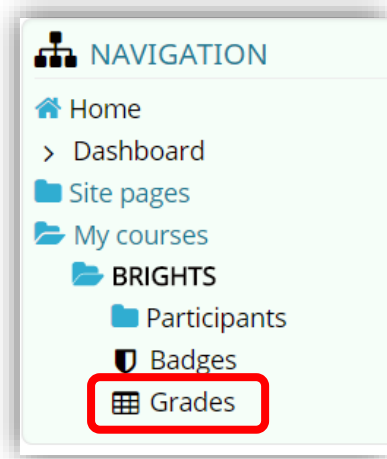 NAVIGATION
Home
Dashboard
Site pages
My courses
BRIGHTS
Participants
Badges
Grades